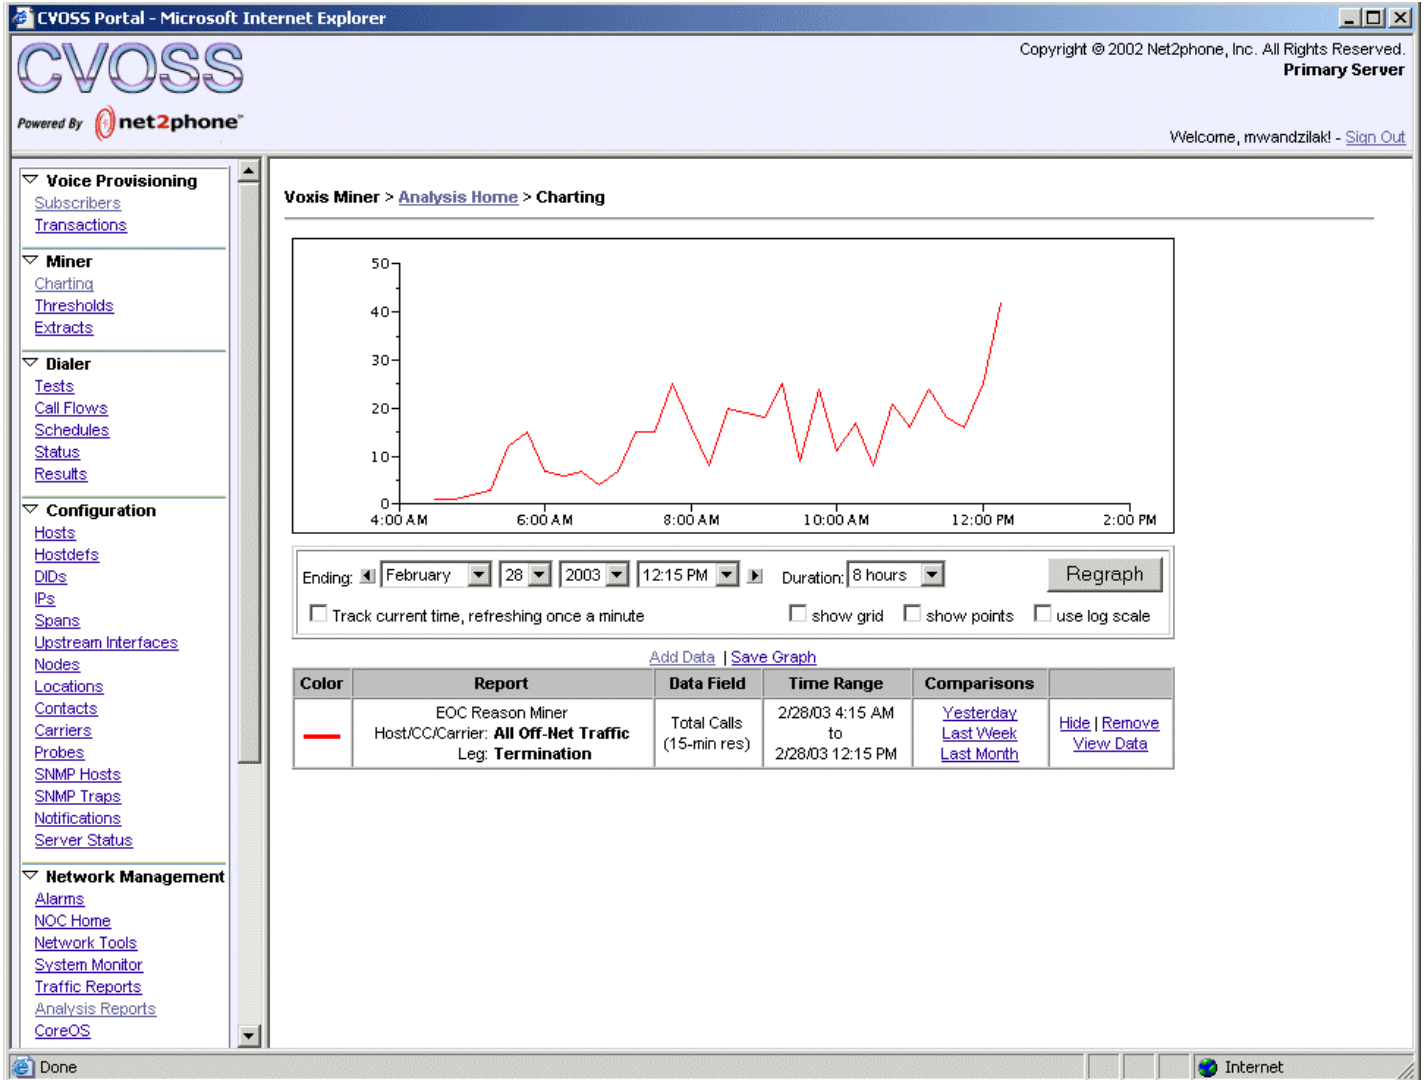 CVOSS Portal - Microsoft Internet Explorer
CVOSS
Powered By net2phone
Copyright © 2002 Net2phone, Inc. All Rights Reserved.
Primary Server
Welcome, mwandzilak! - Sign Out
Voice Provisioning
Subscribers
Transactions
Miner
Charting
Thresholds
Extracts
Dialer
Tests
Call Flows
Schedules
Status
Results
Configuration
Hosts
Hostdefs
DIDs
IPs
Spans
Upstream Interfaces
Nodes
Locations
Contacts
Carriers
Probes
SNMP Hosts
SNMP Traps
Notifications
Server Status
Network Management
Alarms
NOC Home
Network Tools
System Monitor
Traffic Reports
Analysis Reports
CoreOS
Voxis Miner > Analysis Home > Charting
50
40
30
20
10
0
4:00 AM 6:00 AM 8:00 AM 10:00 AM 12:00 PM 2:00 PM
Ending: February 28 2003 12:15 PM Duration: 8 hours Regraph
Track current time, refreshing once a minute show grid show points use log scale
Add Data | Save Graph
Color Report Data Field Time Range Comparisons
EOC Reason Miner
Host/CC/Carrier: All Off-Net Traffic
Leg: Termination
Total Calls
(15-min res)
2/28/03 4:15 AM
to
2/28/03 12:15 PM
Yesterday
Last Week
Last Month
Hide | Remove
View Data
Done Internet